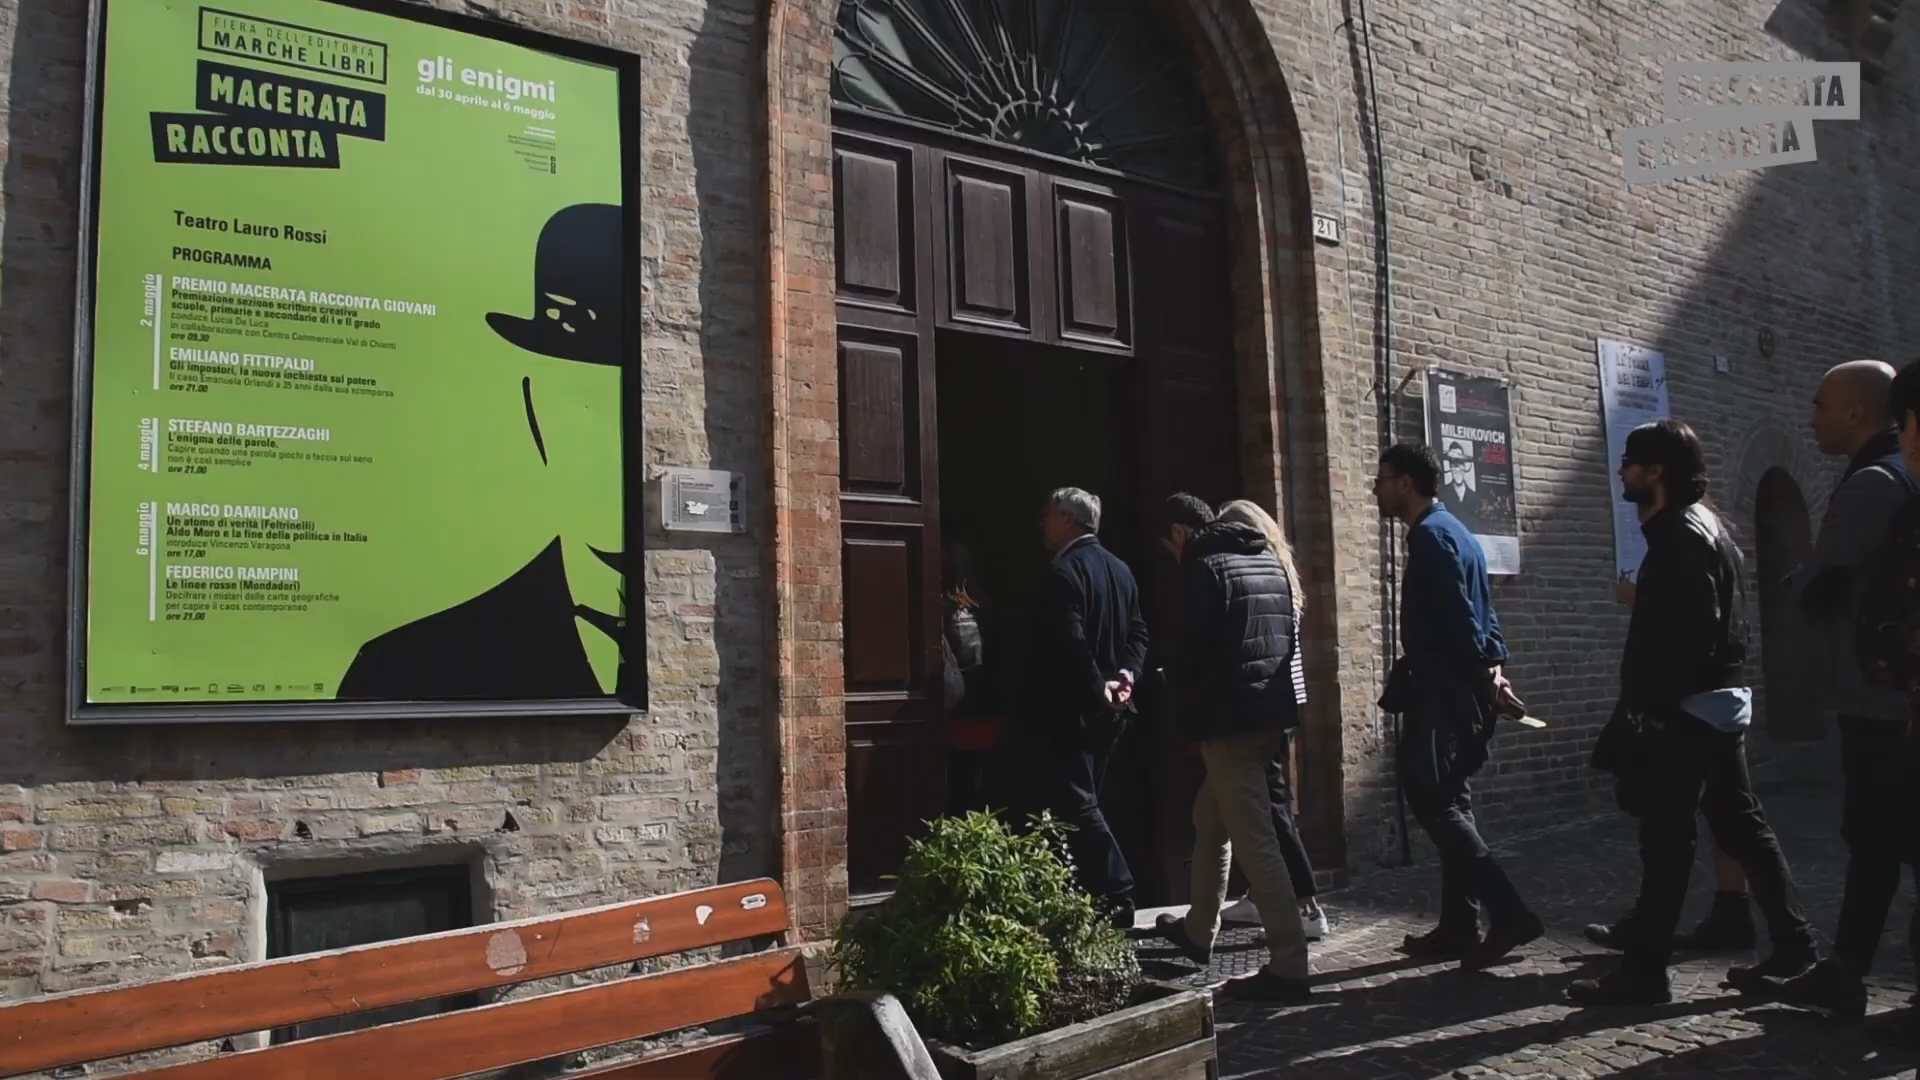 FIERA DELL'EDITORIA
MARCHE LIBRI
MACERATA
RACCONTA
gli enigmi
dal 30 aprile al 6 maggio
Teatro Lauro Rossi
PROGRAMMA
2 maggio
PREMIO MACERATA RACCONTA GIOVANI
Premiazione sezione scrittura creativa
scuole, primarie e secondarie di I e II grado
conduce Lucia De Luca
in collaborazione con Centro Commerciale Val di Chienti
ore 09.30
EMILIANO FITTIPALDI
Gli impostori, la nuova inchiesta sul potere
Il caso Emanuela Orlandi a 35 anni dalla sua scomparsa
ore 21.00
4 maggio
STEFANO BARTEZZAGHI
L'enigma delle parole.
Capire quando una parola giochi o faccia sul serio
non è così semplice
ore 21.00
6 maggio
MARCO DAMILANO
Un atomo di verità (Feltrinelli)
Aldo Moro e la fine della politica in Italia
introduce Vincenzo Varagona
ore 17.00
FEDERICO RAMPINI
Le linee rosse (Mondadori)
Decifrare i misteri delle carte geografiche
per capire il caos contemporaneo
ore 21.00
21
MILENKOVICH
MACERATA
RACCONTA